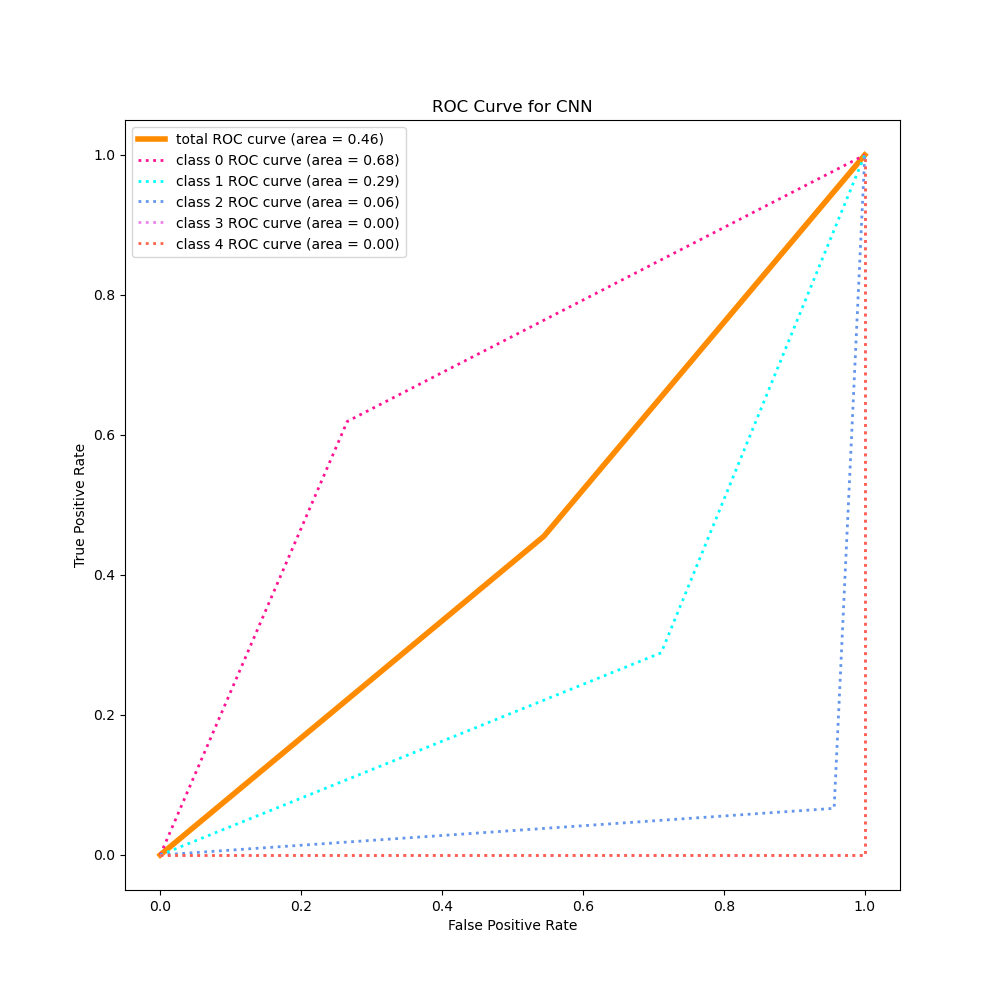 ROC Curve for CNN
total ROC curve (area = 0.46)
class 0 ROC curve (area = 0.68)
class 1 ROC curve (area = 0.29)
class 2 ROC curve (area = 0.06)
class 3 ROC curve (area = 0.00)
class 4 ROC curve (area = 0.00)
1.0
0.8
0.6
0.4
0.2
0.0
True Positive Rate
0.0 0.2 0.4 0.6 0.8 1.0
False Positive Rate